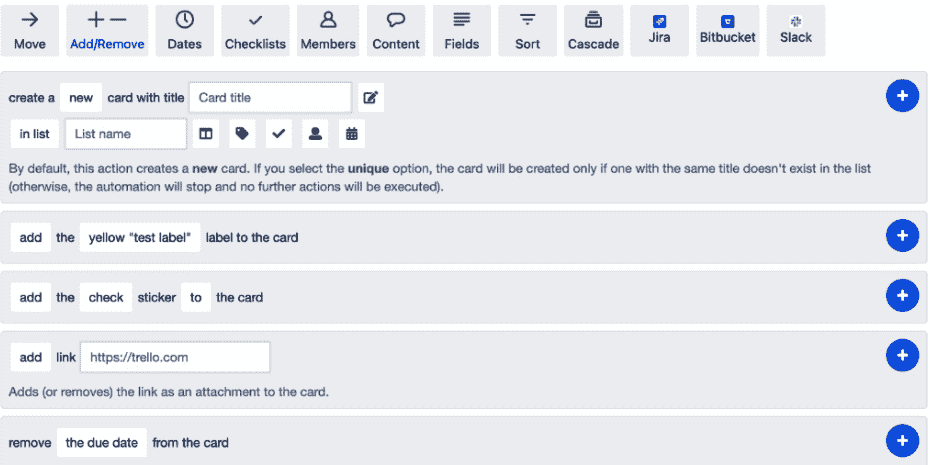 Move Add/Remove Dates Checklists Members Content Fields Sort Cascade Jira Bitbucket Slack
create a new card with title Card title
in list List name
By default, this action creates a new card. If you select the unique option, the card will be created only if one with the same title doesn't exist in the list
(otherwise, the automation will stop and no further actions will be executed).
add the yellow "test label" label to the card
add the check sticker to the card
add link https://trello.com
Adds (or removes) the link as an attachment to the card.
remove the due date from the card